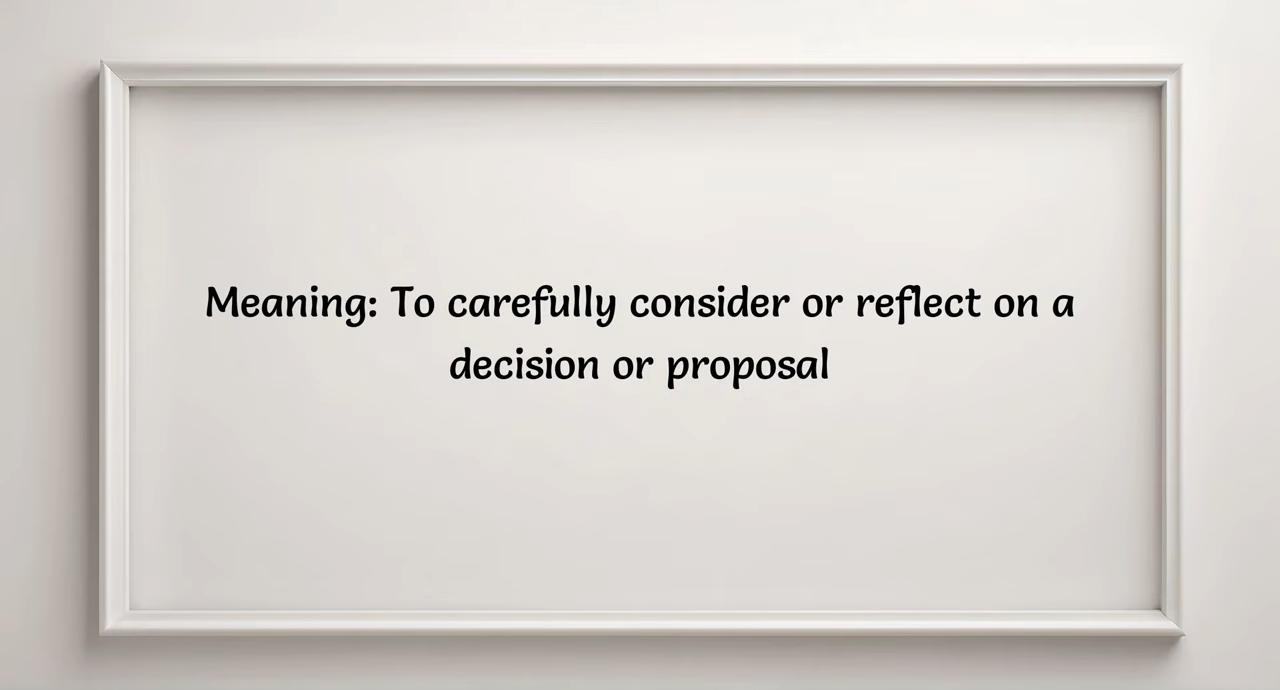 Meaning: To carefully consider or reflect on a
decision or proposal